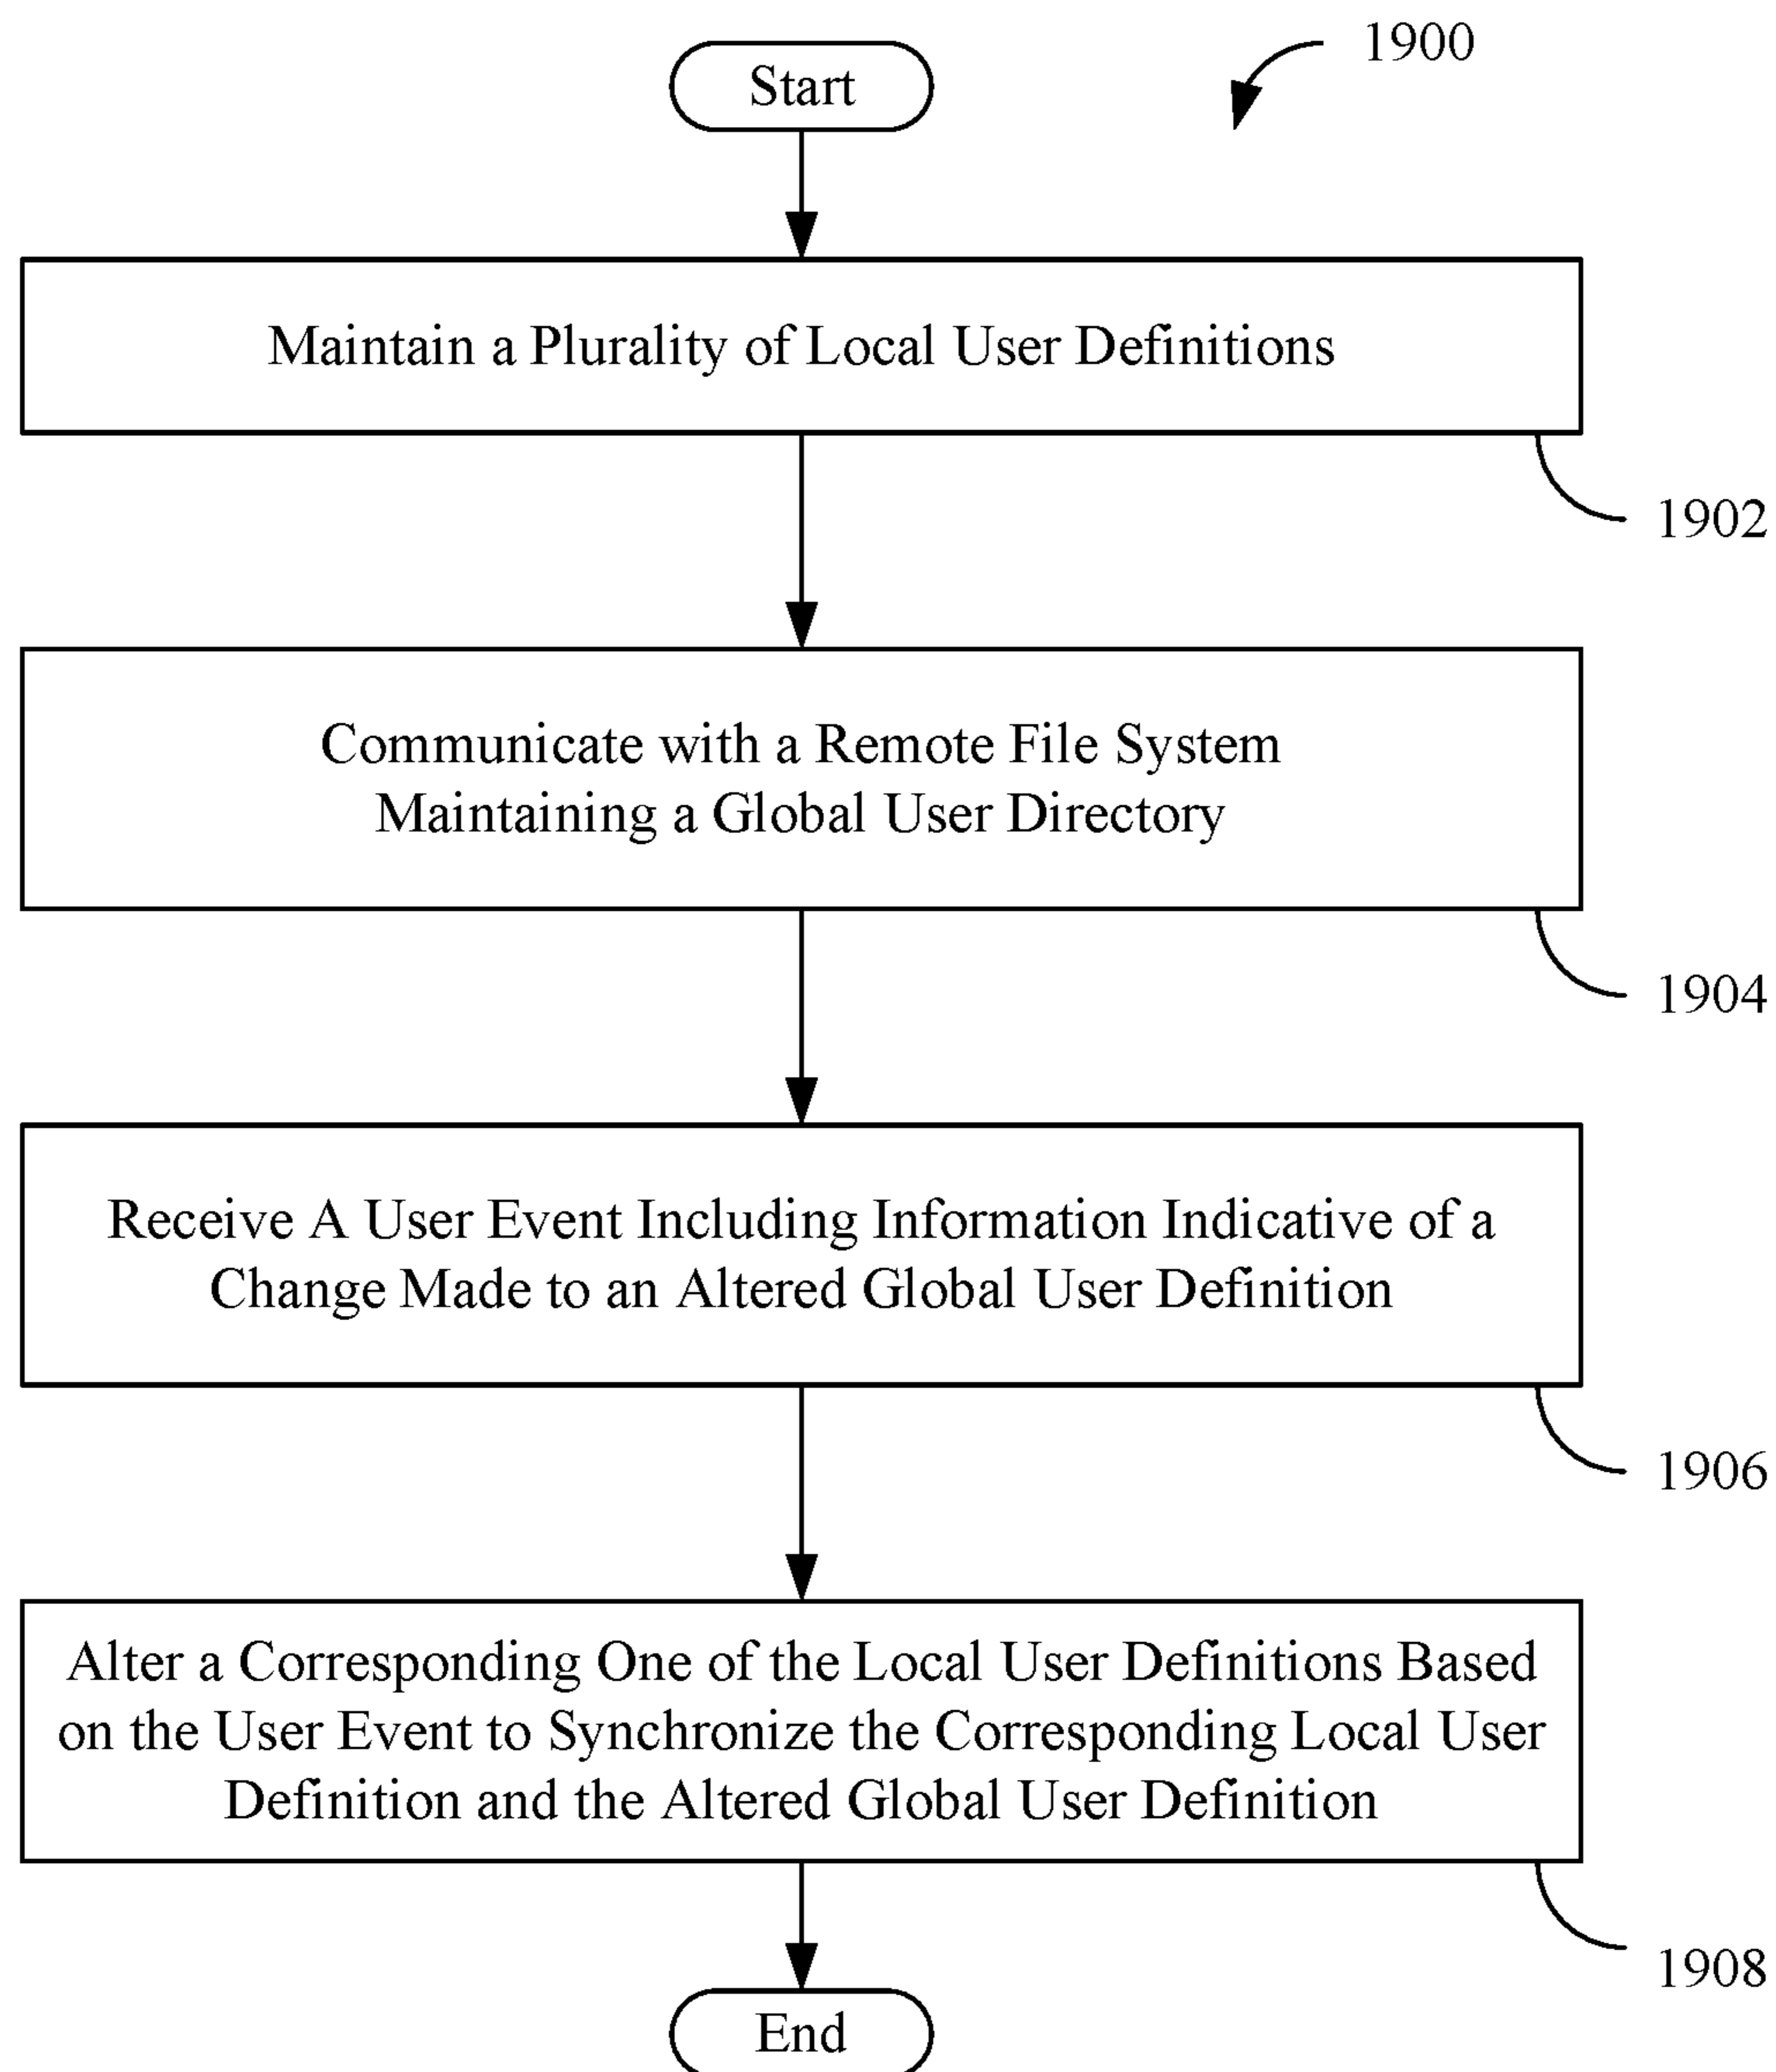 1900
Start
Maintain a Plurality of Local User Definitions
1902
Communicate with a Remote File System
Maintaining a Global User Directory
1904
Receive A User Event Including Information Indicative of a
Change Made to an Altered Global User Definition
1906
Alter a Corresponding One of the Local User Definitions Based
on the User Event to Synchronize the Corresponding Local User
Definition and the Altered Global User Definition
1908
End